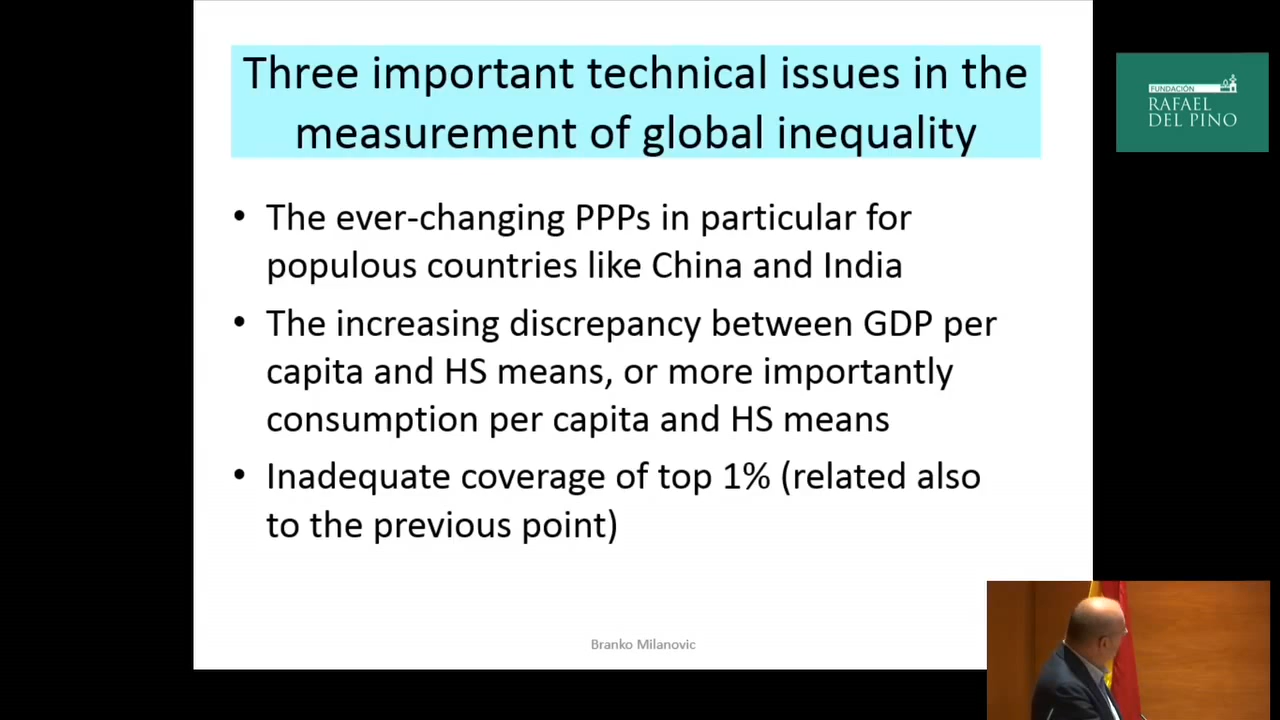 Three important technical issues in the
measurement of global inequality
• The ever-changing PPPs in particular for
populous countries like China and India
• The increasing discrepancy between GDP per
capita and HS means, or more importantly
consumption per capita and HS means
• Inadequate coverage of top 1% (related also
to the previous point)
Branko Milanovic
FUNDACIÓN
RAFAEL
DEL PINO